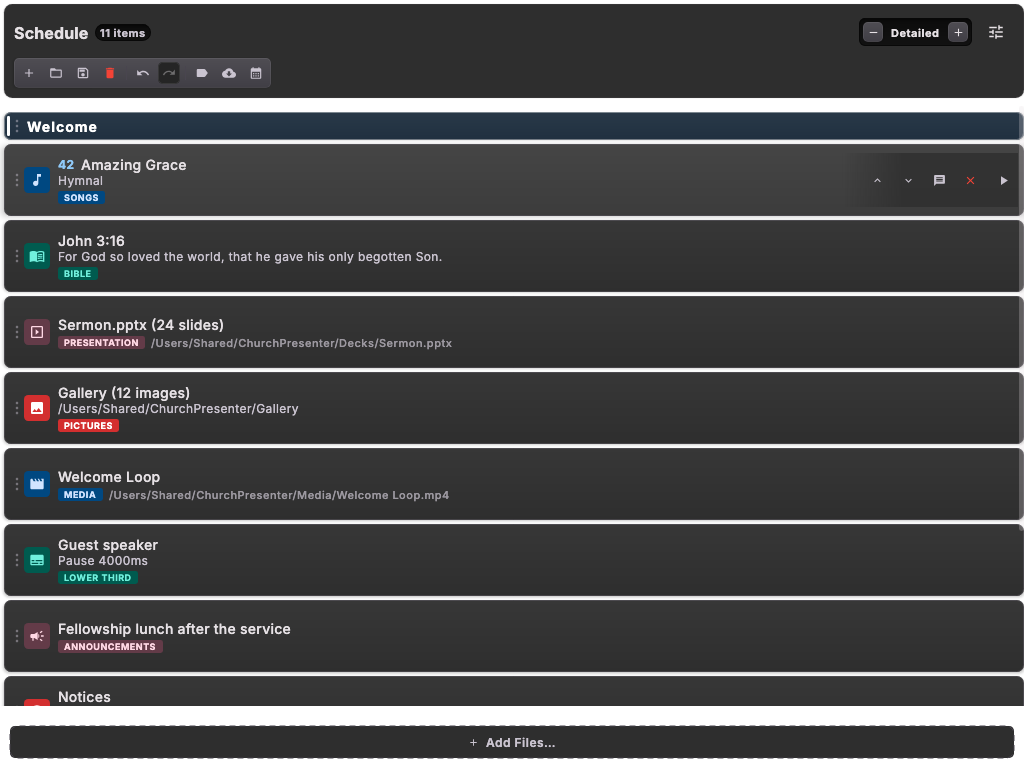 Schedule 11 items
− Detailed +
Welcome
42 Amazing Grace
Hymnal
SONGS
John 3:16
For God so loved the world, that he gave his only begotten Son.
BIBLE
Sermon.pptx (24 slides)
PRESENTATION /Users/Shared/ChurchPresenter/Decks/Sermon.pptx
Gallery (12 images)
/Users/Shared/ChurchPresenter/Gallery
PICTURES
Welcome Loop
MEDIA /Users/Shared/ChurchPresenter/Media/Welcome Loop.mp4
Guest speaker
Pause 4000ms
LOWER THIRD
Fellowship lunch after the service
ANNOUNCEMENTS
Notices
+ Add Files...